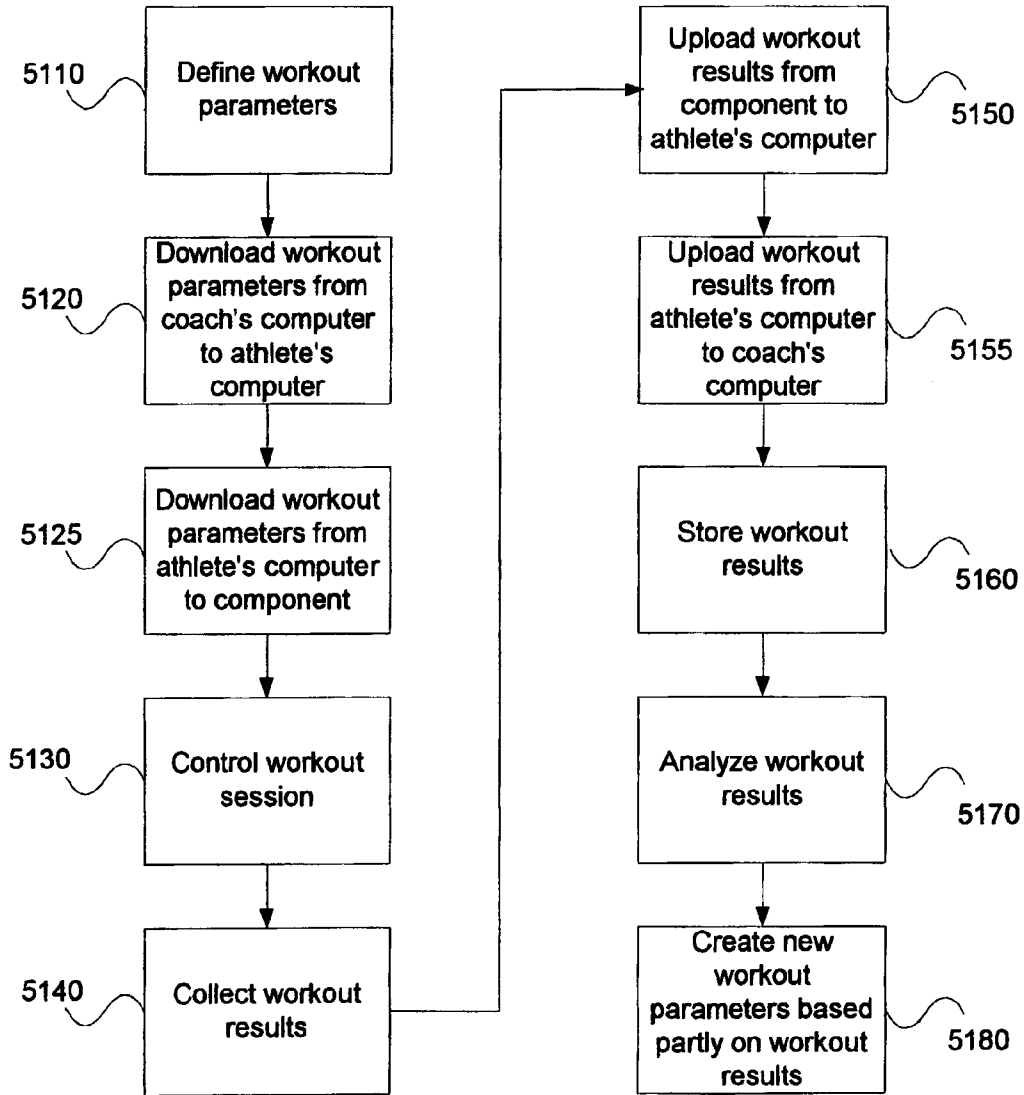 5110
Define workout
parameters
5120
Download workout
parameters from
coach's computer
to athlete's
computer
5125
Download workout
parameters from
athlete's computer
to component
5130
Control workout
session
5140
Collect workout
results
Upload workout
results from
component to
athlete's computer
5150
Upload workout
results from
athlete's computer
to coach's
computer
5155
Store workout
results
5160
Analyze workout
results
5170
Create new
workout
parameters based
partly on workout
results
5180